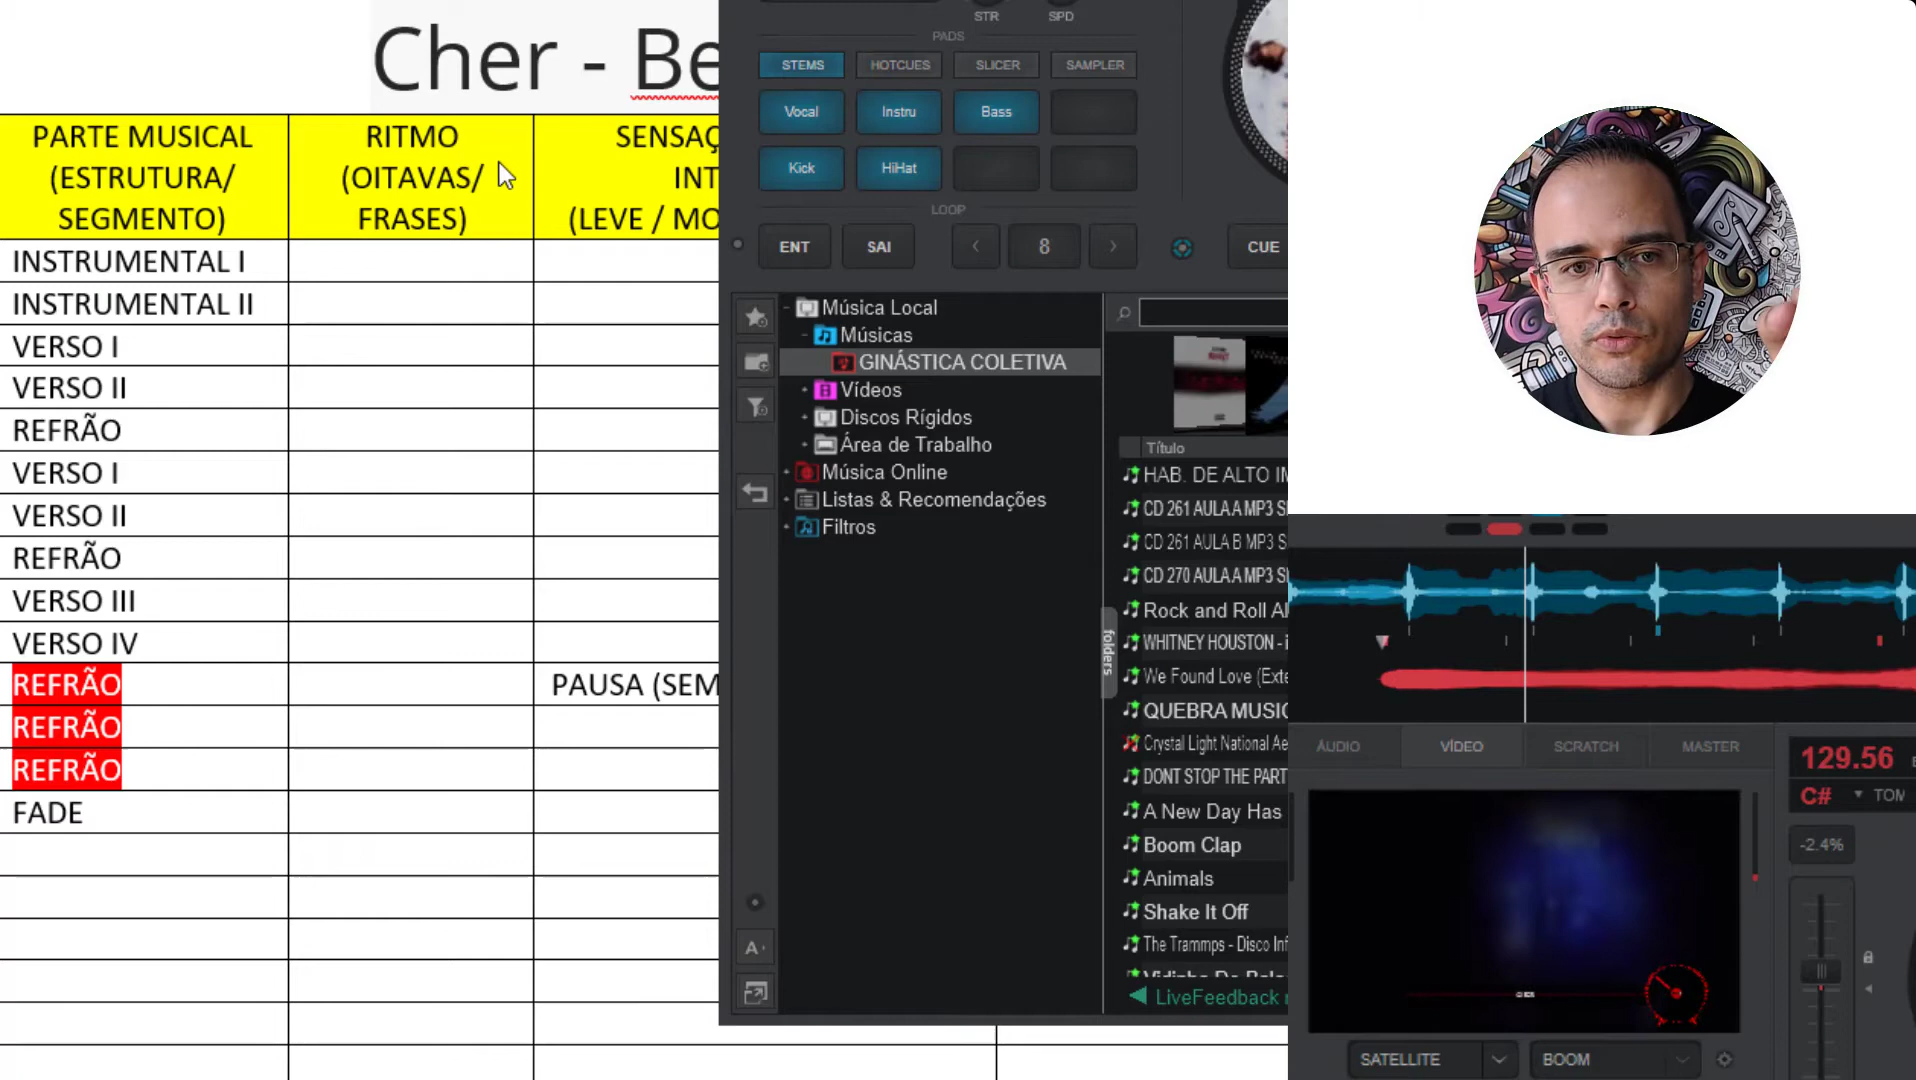 Cher - Be
PARTE MUSICAL
(ESTRUTURA/
SEGMENTO)
RITMO
(OITAVAS/
FRASES)
SENSAÇ
INT
(LEVE / MO
INSTRUMENTAL I
INSTRUMENTAL II
VERSO I
VERSO II
REFRÃO
VERSO I
VERSO II
REFRÃO
VERSO III
VERSO IV
REFRÃO
PAUSA (SEM
REFRÃO
REFRÃO
FADE
STR SPD
PADS
STEMS HOTCUES SLICER SAMPLER
Vocal Instru Bass
Kick HiHat
LOOP
ENT SAI 8 CUE
Música Local
Músicas
GINÁSTICA COLETIVA
Vídeos
Discos Rígidos
Área de Trabalho
Música Online
Listas & Recomendações
Filtros
A
folders
Título
HAB. DE ALTO IM
CD 261 AULA A MP3 S
CD 261 AULA B MP3 S
CD 270 AULA A MP3 S
Rock and Roll Al
WHITNEY HOUSTON - i
We Found Love (Exte
QUEBRA MUSIC
Crystal Light National Ae
DONT STOP THE PART
A New Day Has
Boom Clap
Animals
Shake It Off
The Trammps - Disco Inf
LiveFeedback
ÁUDIO VÍDEO SCRATCH MASTER
129.56
C# TOM
-2.4%
SATELLITE BOOM